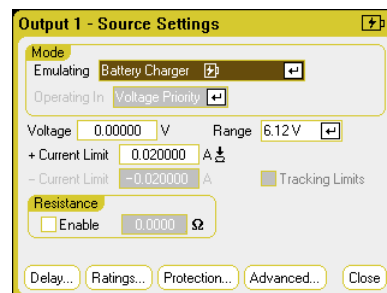 Output 1 - Source Settings
Mode
Emulating Battery Charger
Operating In Voltage Priority
Voltage 0.00000 V Range 6.12 V
+ Current Limit 0.020000 A
- Current Limit -0.020000 A Tracking Limits
Resistance
Enable 0.0000 Ω
Delay... Ratings... Protection... Advanced... Close